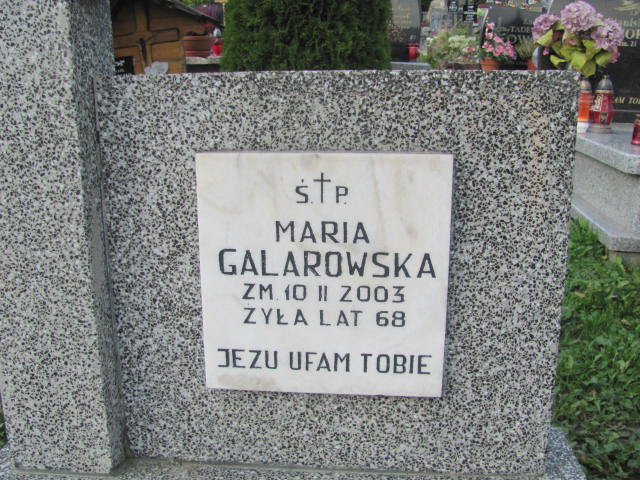 Ś.†P.
MARIA
GALAROWSKA
ZM. 10 II 2003
ŻYŁA LAT 68
JEZU UFAM TOBIE